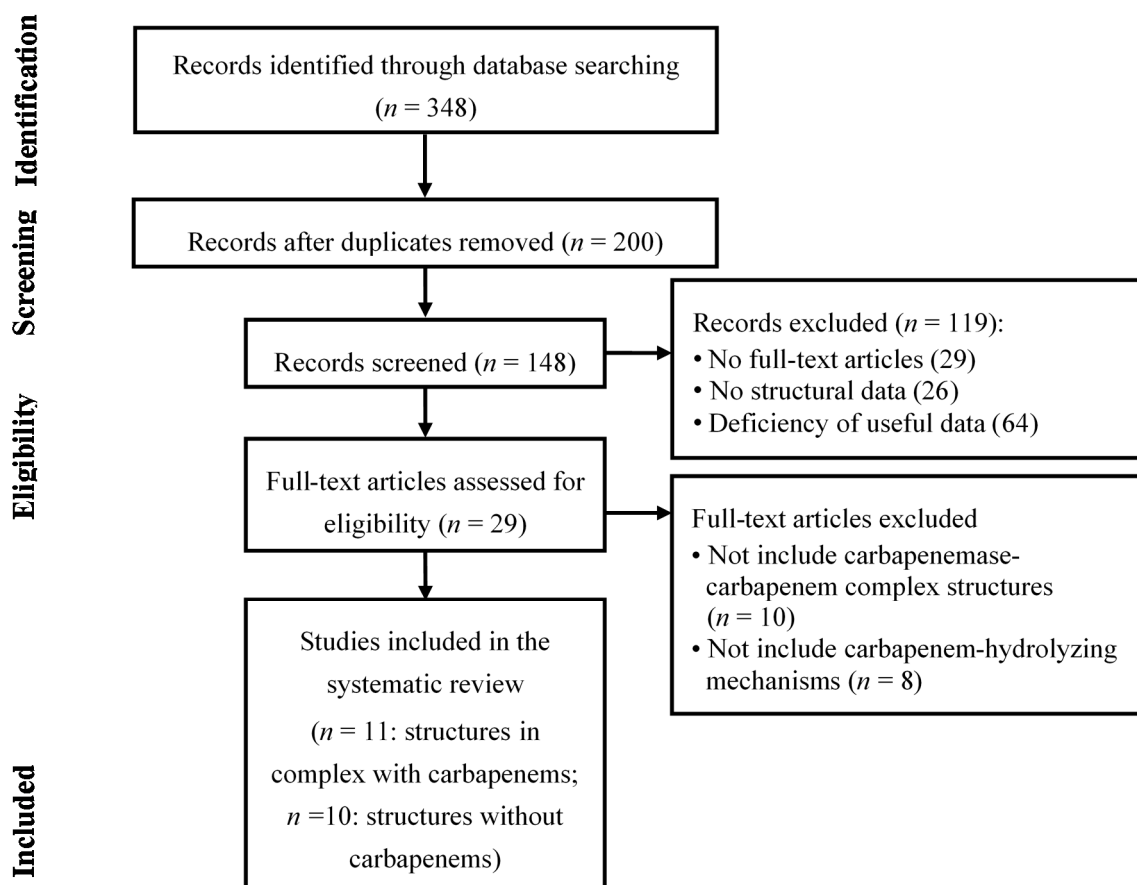 Identification
Records identified through database searching
(n = 348)
Screening
Records after duplicates removed (n = 200)
Records screened (n = 148)
Records excluded (n = 119):
• No full-text articles (29)
• No structural data (26)
• Deficiency of useful data (64)
Eligibility
Full-text articles assessed for
eligibility (n = 29)
Full-text articles excluded
• Not include carbapenemase-
carbapenem complex structures
(n = 10)
• Not include carbapenem-hydrolyzing
mechanisms (n = 8)
Included
Studies included in the
systematic review
(n = 11: structures in
complex with carbapenems;
n =10: structures without
carbapenems)